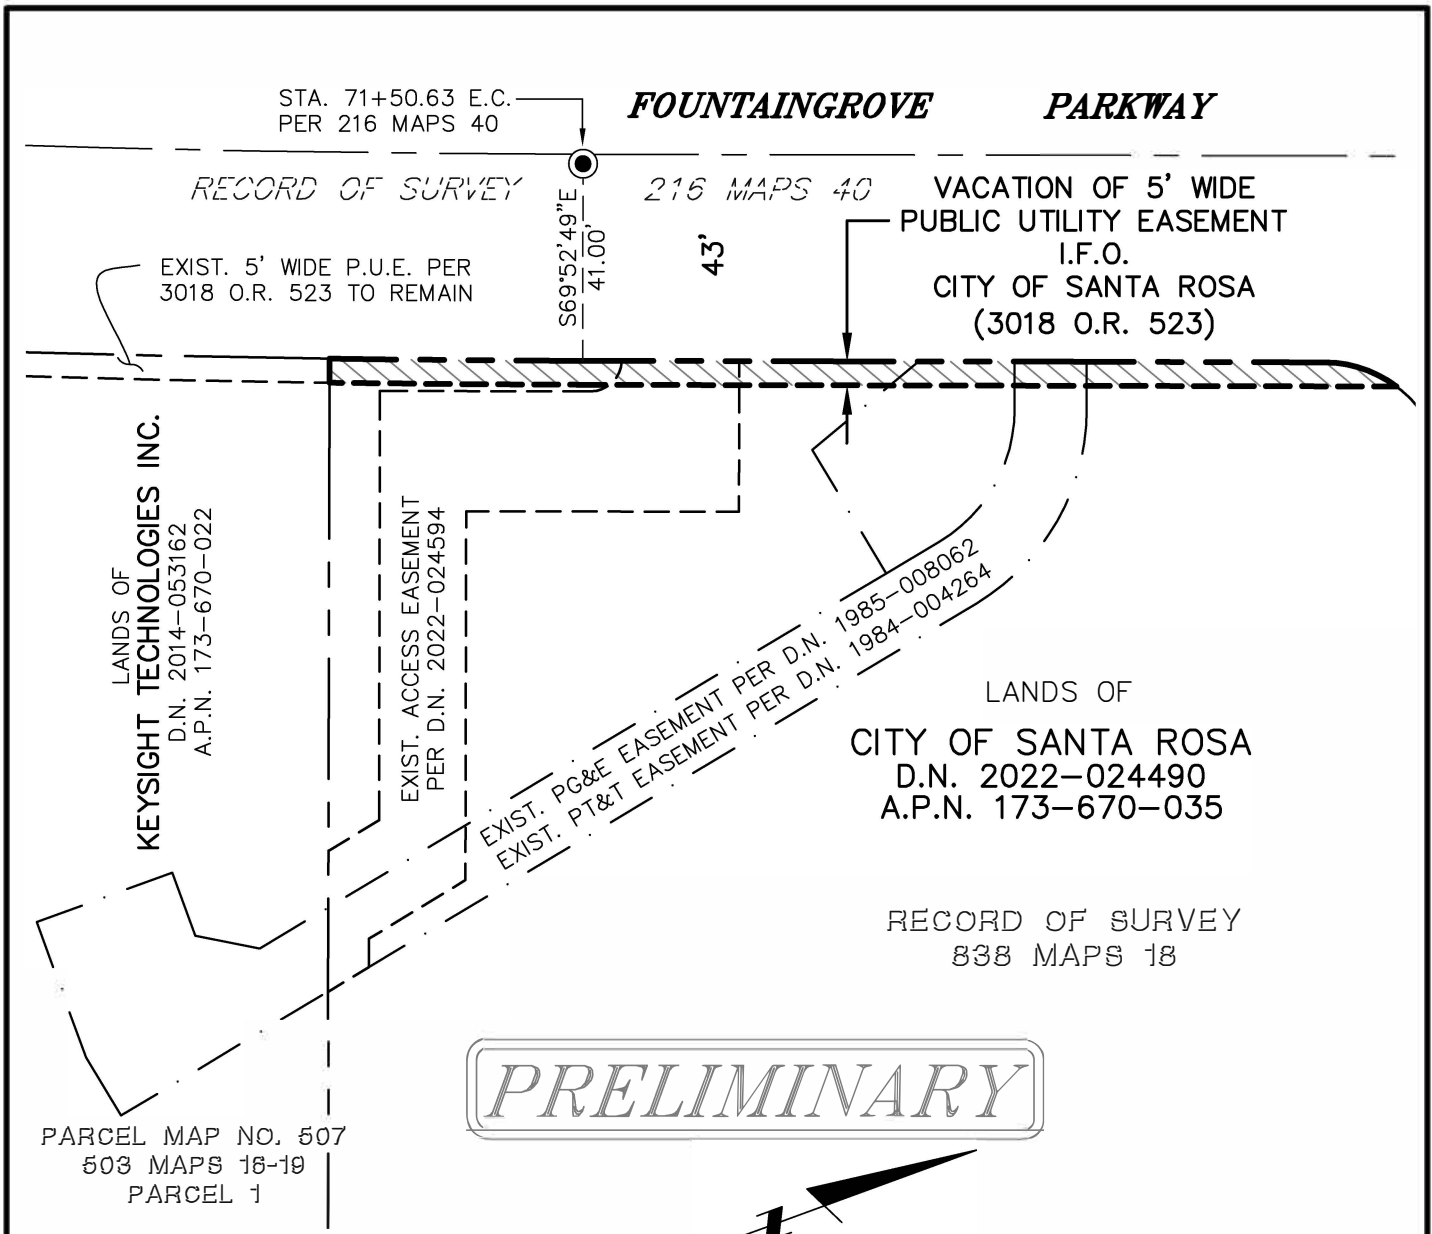 STA. 71+50.63 E.C.
PER 216 MAPS 40
FOUNTAINGROVE PARKWAY
RECORD OF SURVEY 216 MAPS 40
VACATION OF 5' WIDE
PUBLIC UTILITY EASEMENT
I.F.O.
CITY OF SANTA ROSA
(3018 O.R. 523)
EXIST. 5' WIDE P.U.E. PER
3018 O.R. 523 TO REMAIN
S69°52'49"E
41.00'
43'
LANDS OF
KEYSIGHT TECHNOLOGIES INC.
D.N. 2014-053162
A.P.N. 173-670-022
EXIST. ACCESS EASEMENT
PER D.N. 2022-024594
EXIST. PG&E EASEMENT PER D.N. 1985-008062
EXIST. PT&T EASEMENT PER D.N. 1984-004264
LANDS OF
CITY OF SANTA ROSA
D.N. 2022-024490
A.P.N. 173-670-035
RECORD OF SURVEY
838 MAPS 18
PRELIMINARY
PARCEL MAP NO. 507
503 MAPS 16-19
PARCEL 1